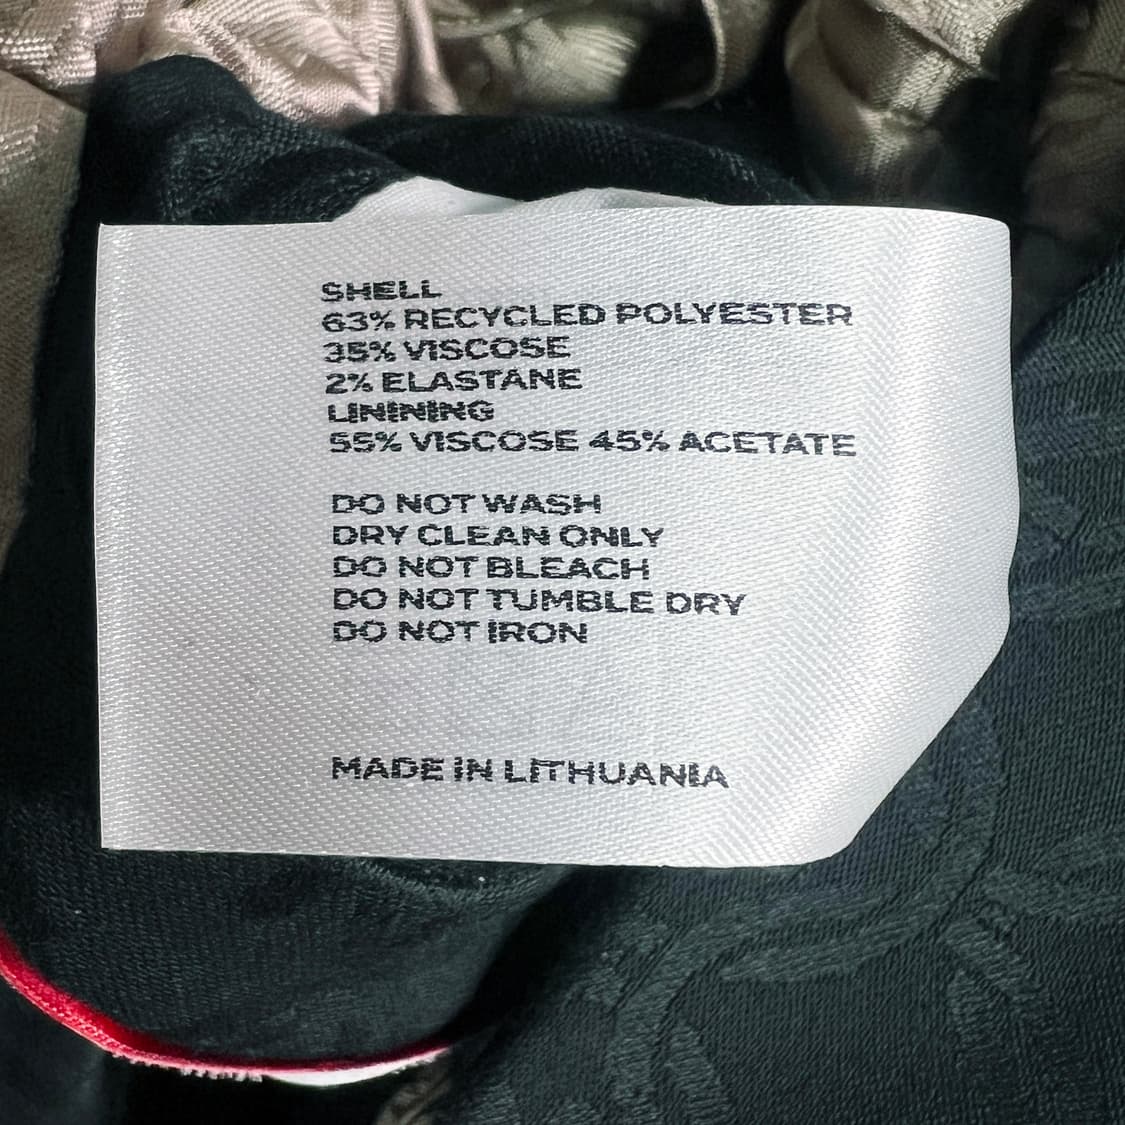 SHELL
63% RECYCLED POLYESTER
35% VISCOSE
2% ELASTANE
LINIINING
55% VISCOSE 45% ACETATE
DO NOT WASH
DRY CLEAN ONLY
DO NOT BLEACH
DO NOT TUMBLE DRY
DO NOT IRON
MADE IN LITHUANIA